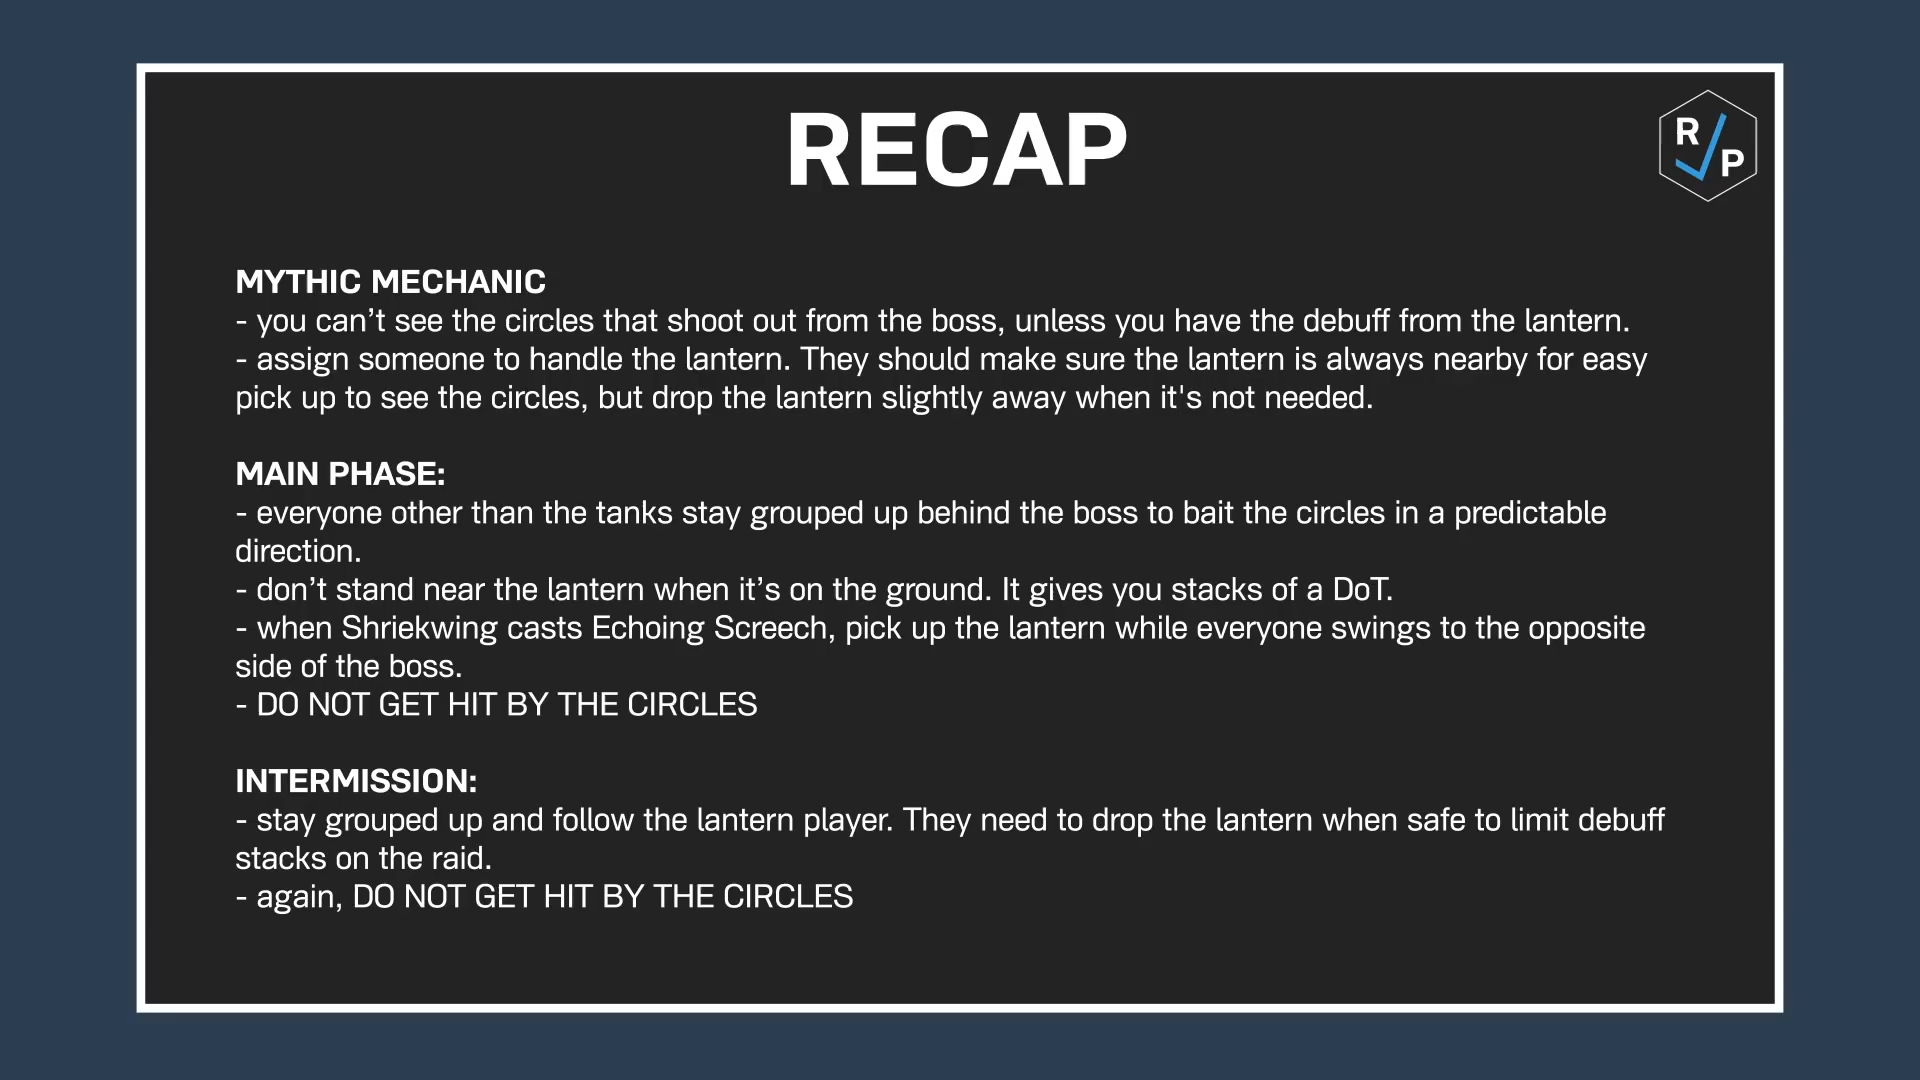 RECAP
R
P
MYTHIC MECHANIC
- you can’t see the circles that shoot out from the boss, unless you have the debuff from the lantern.
- assign someone to handle the lantern. They should make sure the lantern is always nearby for easy
pick up to see the circles, but drop the lantern slightly away when it's not needed.
MAIN PHASE:
- everyone other than the tanks stay grouped up behind the boss to bait the circles in a predictable
direction.
- don’t stand near the lantern when it’s on the ground. It gives you stacks of a DoT.
- when Shriekwing casts Echoing Screech, pick up the lantern while everyone swings to the opposite
side of the boss.
- DO NOT GET HIT BY THE CIRCLES
INTERMISSION:
- stay grouped up and follow the lantern player. They need to drop the lantern when safe to limit debuff
stacks on the raid.
- again, DO NOT GET HIT BY THE CIRCLES